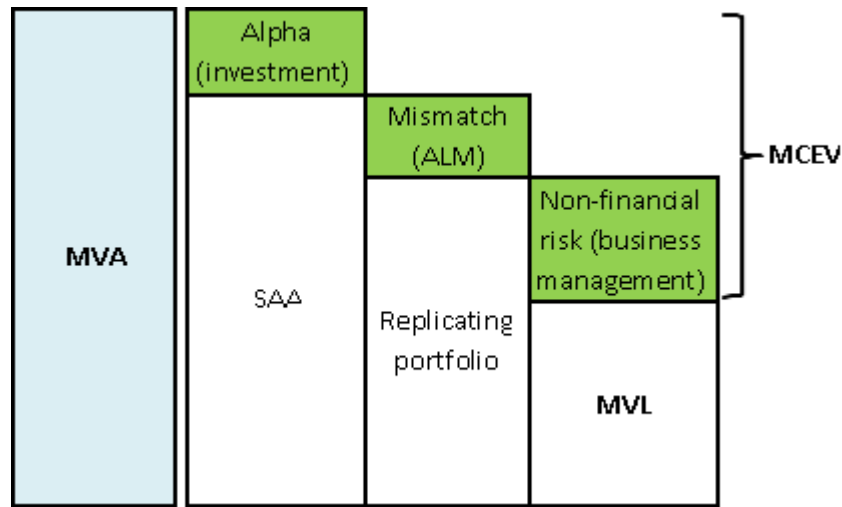 Alpha
(investment)
Mismatch
(ALM)
MCEV
Non-financial
risk (business
management)
MVA
SAA
Replicating
portfolio
MVL